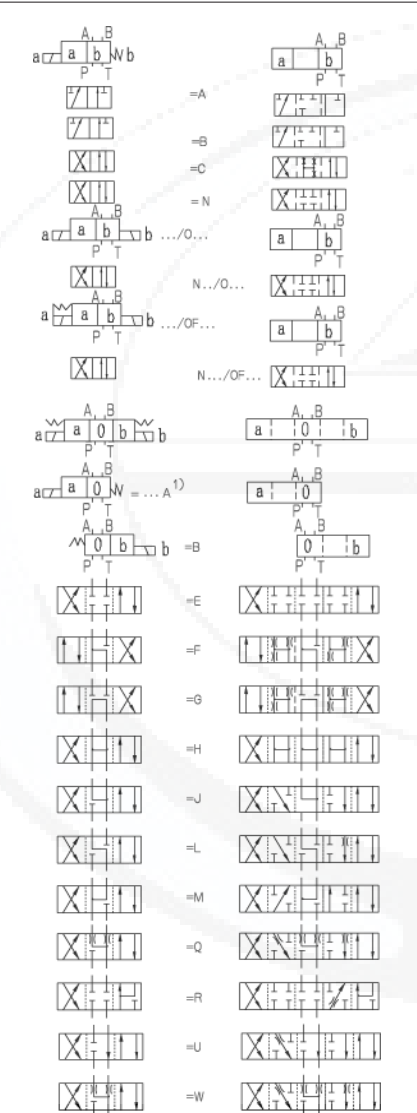 A B A B
a a b b a b
P T P T
=A
=B
=C
=N
A B A B
a a b b .../O... a b
P T P T
N../O...
A B A B
a a b b .../OF... a b
P T P T
N.../OF...
A B A B
a a 0 b b a 0 b
P T P T
A B A B
a a 0 = ... A 1) a 0
P T P T
A B A B
0 b b =B 0 b
P T P T
=E
=F
=G
=H
=J
=L
=M
=Q
=R
=U
=W